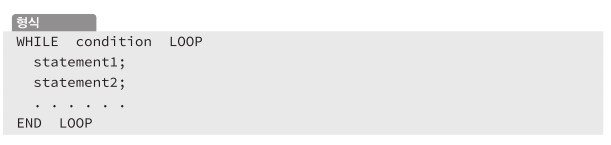 형식
WHILE condition LOOP
statement1;
statement2;
. . . . . .
END LOOP